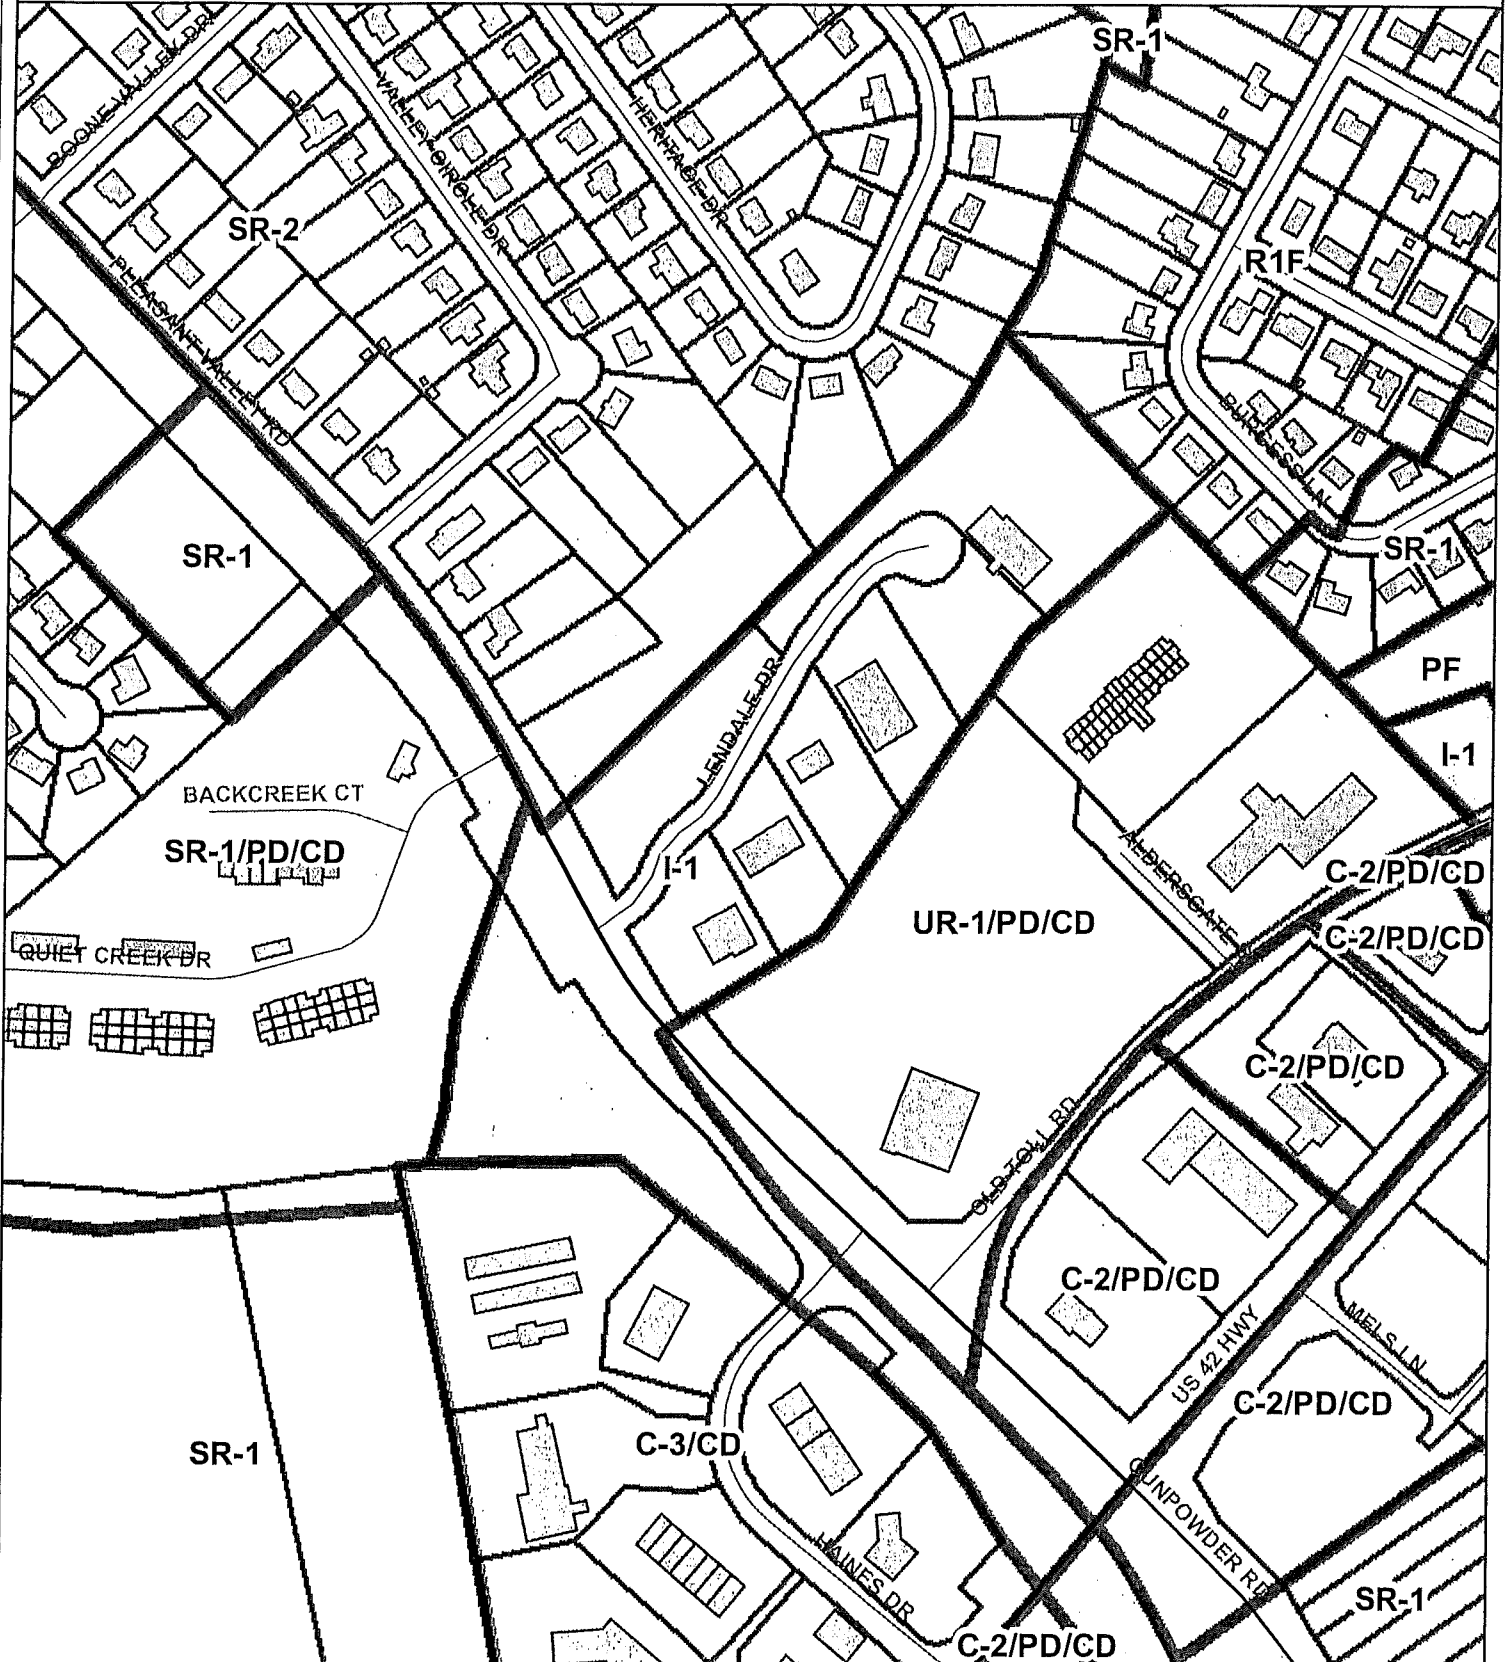 SR-1
BOONE VALLEY DR
VALLEY CIRCLE DR
HERITAGE DR
SR-2
R1F
PLEASANT VALLEY RD
BURGESS LN
SR-1
SR-1
LENDALE DR
PF
I-1
BACKCREEK CT
SR-1/PD/CD
I-1
ALDERSGATE
C-2/PD/CD
UR-1/PD/CD
C-2/PD/CD
QUIET CREEK DR
C-2/PD/CD
OLD TOLL RD
C-2/PD/CD
MELS LN
US 42 HWY
C-2/PD/CD
SR-1
C-3/CD
GUNPOWDER RD
HAINES DR
SR-1
C-2/PD/CD